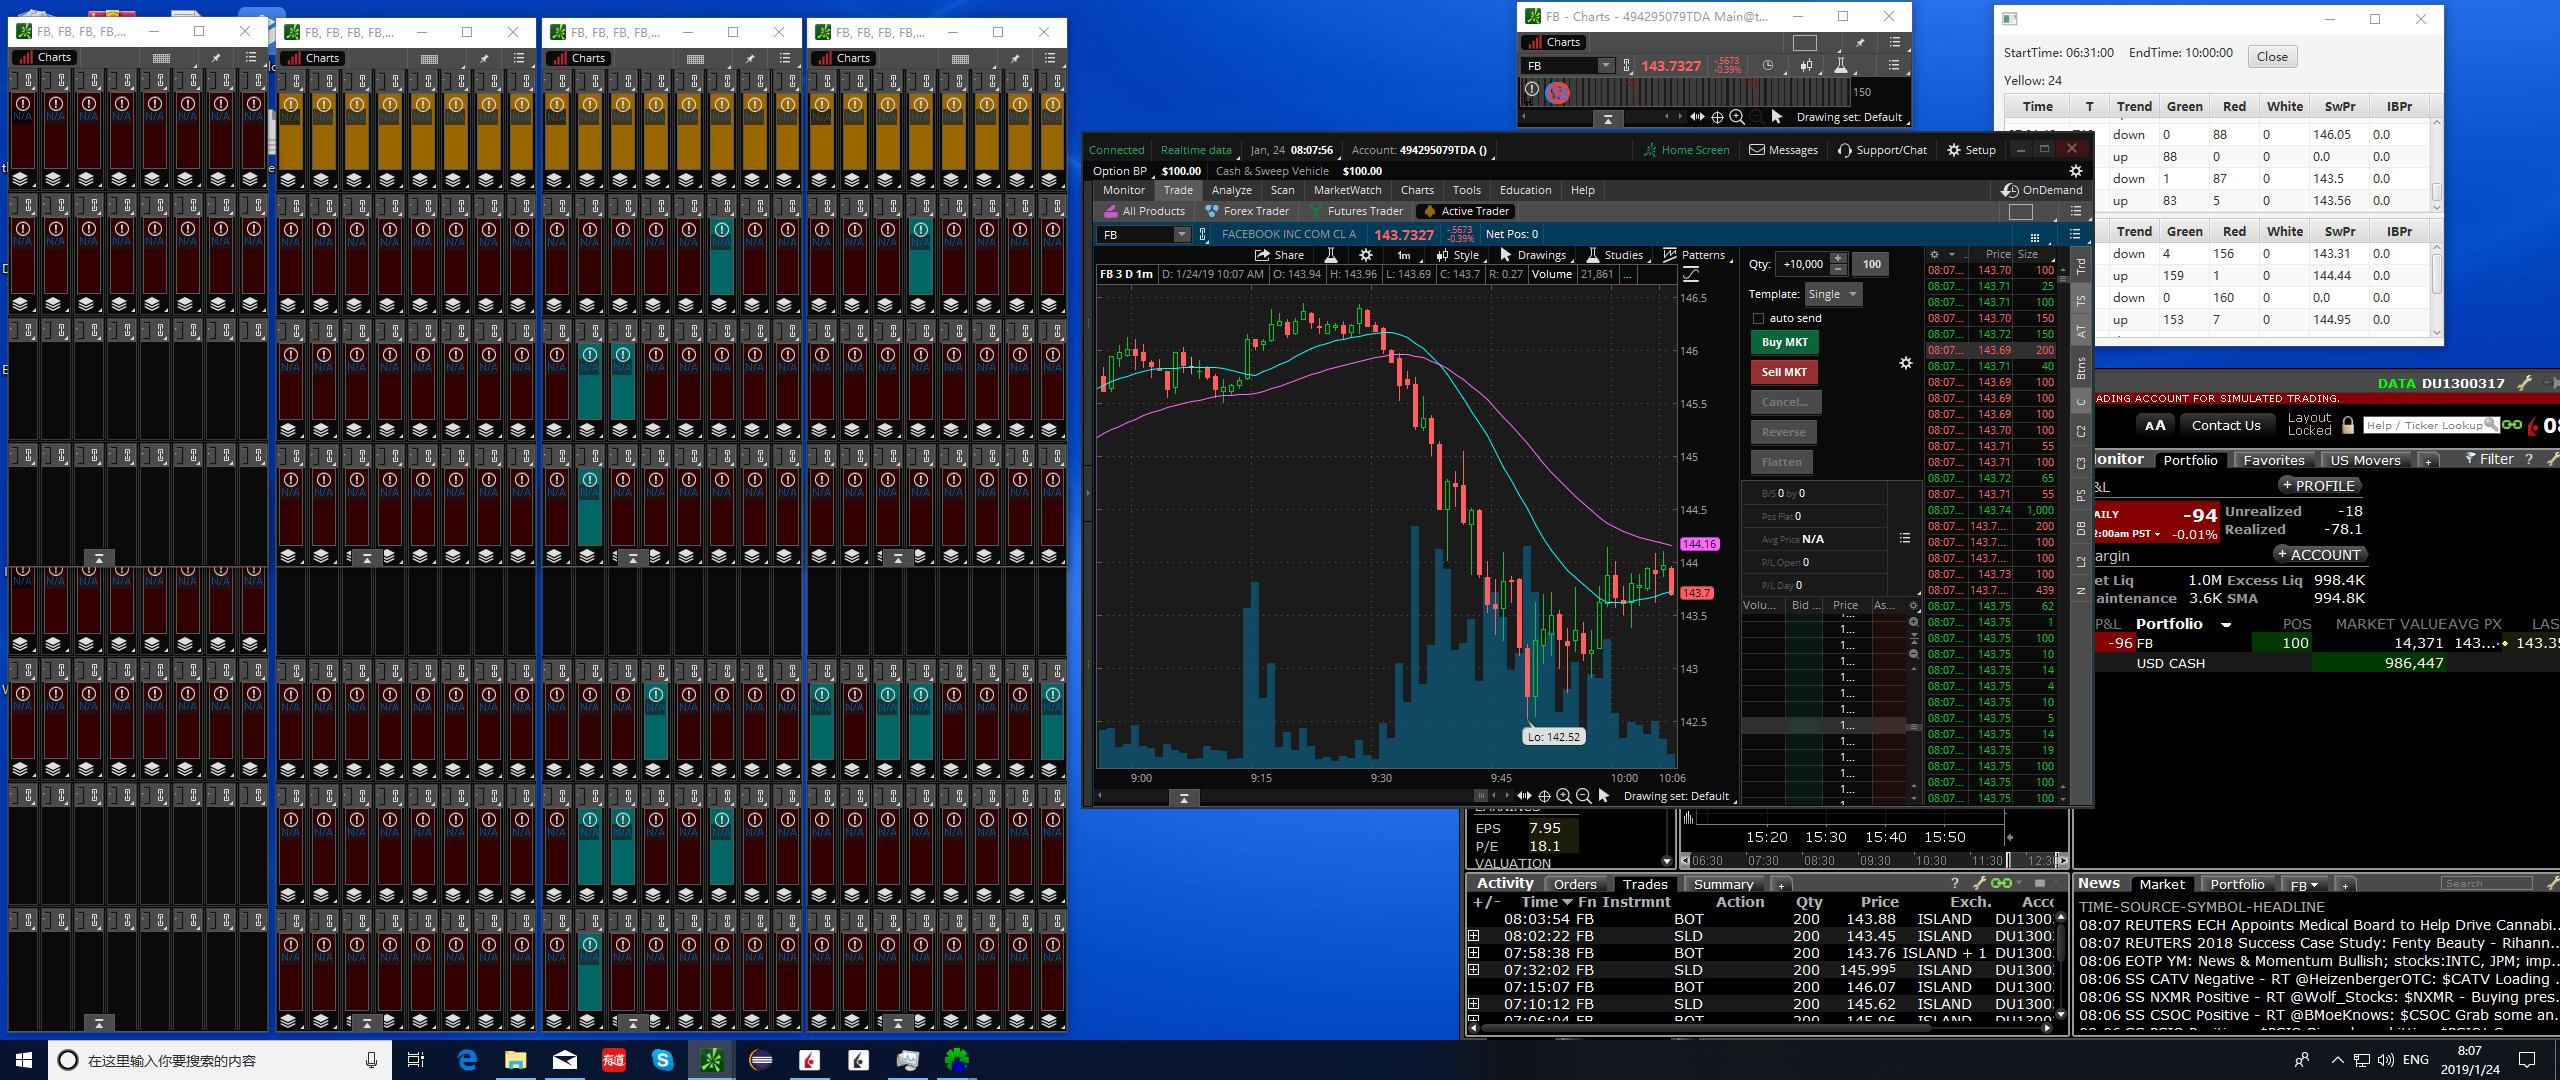 FB, FB, FB, FB,...
FB, FB, FB, FB,...
FB, FB, FB, FB,...
FB, FB, FB, FB,...
Charts
Charts
Charts
Charts
N/A
FB - Charts - 494295079TDA Main@t...
Charts
FB 143.7327 -.5673 -0.39%
150
Drawing set: Default
StartTime: 06:31:00 EndTime: 10:00:00 Close
Yellow: 24
Time T Trend Green Red White SwPr IBPr
down 0 88 0 146.05 0.0
up 88 0 0 0.0 0.0
down 1 87 0 143.5 0.0
up 83 5 0 143.56 0.0
Trend Green Red White SwPr IBPr
down 4 156 0 143.31 0.0
up 159 1 0 144.44 0.0
down 0 160 0 0.0 0.0
up 153 7 0 144.95 0.0
Connected Realtime data Jan, 24 08:07:56 Account: 494295079TDA () Home Screen Messages Support/Chat Setup
Option BP $100.00 Cash & Sweep Vehicle $100.00
Monitor Trade Analyze Scan MarketWatch Charts Tools Education Help OnDemand
All Products Forex Trader Futures Trader Active Trader
FB FACEBOOK INC COM CL A 143.7327 -.5673 -0.39% Net Pos: 0
Share 1m Style Drawings Studies Patterns
FB 3 D 1m D: 1/24/19 10:07 AM O: 143.94 H: 143.96 L: 143.69 C: 143.7 R: 0.27 Volume 21,861 ...
146.5
146
145.5
145
144.5
144.16
144
143.7
143.5
143
142.5
Lo: 142.52
9:00 9:15 9:30 9:45 10:00 10:06
Drawing set: Default
Qty: +10,000 100
Template: Single
auto send
Buy MKT
Sell MKT
Cancel...
Reverse
Flatten
B/S 0 by 0
Pos Flat 0
Avg Price N/A
P/L Open 0
P/L Day 0
Volu... Bid ... Price As...
1...
Price Size
08:07... 143.70 100
08:07... 143.71 25
08:07... 143.71 100
08:07... 143.70 150
08:07... 143.72 150
08:07... 143.69 200
08:07... 143.71 40
08:07... 143.69 100
08:07... 143.69 100
08:07... 143.69 100
08:07... 143.70 100
08:07... 143.71 55
08:07... 143.71 100
08:07... 143.72 65
08:07... 143.71 55
08:07... 143.74 1,000
08:07... 143.7... 200
08:07... 143.7... 100
08:07... 143.7... 100
08:07... 143.73 100
08:07... 143.7... 439
08:07... 143.75 62
08:07... 143.75 1
08:07... 143.75 100
08:07... 143.75 10
08:07... 143.75 14
08:07... 143.75 4
08:07... 143.75 10
08:07... 143.75 5
08:07... 143.75 14
08:07... 143.75 19
08:07... 143.75 100
08:07... 143.75 100
08:07... 143.75 100
Trd
TS
AT
Btns
C
C2
C3
PS
DB
L2
N
DATA DU1300317
ADING ACCOUNT FOR SIMULATED TRADING.
AA Contact Us Layout Locked Help / Ticker Lookup
onitor Portfolio Favorites US Movers + Filter ?
&L + PROFILE
AILY -94 Unrealized -18
2:00am PST -0.01% Realized -78.1
argin + ACCOUNT
et Liq 1.0M Excess Liq 998.4K
aintenance 3.6K SMA 994.8K
P&L Portfolio POS MARKET VALUE AVG PX LAS
-96 FB 100 14,371 143... 143.35
USD CASH 986,447
EPS 7.95
P/E 18.1
VALUATION
15:20 15:30 15:40 15:50
06:30 07:30 08:30 09:30 10:30 11:30 12:30
Activity Orders Trades Summary + ?
+/- Time Fn Instrmnt Action Qty Price Exch. Acc
08:03:54 FB BOT 200 143.88 ISLAND DU1300
08:02:22 FB SLD 200 143.45 ISLAND DU1300
07:58:38 FB BOT 200 143.76 ISLAND + 1 DU1300
07:32:02 FB SLD 200 145.995 ISLAND DU1300
07:15:07 FB BOT 200 146.07 ISLAND DU1300
07:10:12 FB SLD 200 145.62 ISLAND DU1300
07:06:04 FB BOT 200 145.96 ISLAND DU1300
News Market Portfolio FB + Search
TIME-SOURCE-SYMBOL-HEADLINE
08:07 REUTERS ECH Appoints Medical Board to Help Drive Cannabi...
08:07 REUTERS 2018 Success Case Study: Fenty Beauty - Rihann...
08:06 EOTP YM: News & Momentum Bullish; stocks:INTC, JPM; imp...
08:06 SS CATV Negative - RT @HeizenbergerOTC: $CATV Loading ...
08:06 SS NXMR Positive - RT @Wolf_Stocks: $NXMR - Buying pres...
08:06 SS CSOC Positive - RT @BMoeKnows: $CSOC Grab some an...
在这里输入你要搜索的内容
有道
ENG
8:07
2019/1/24